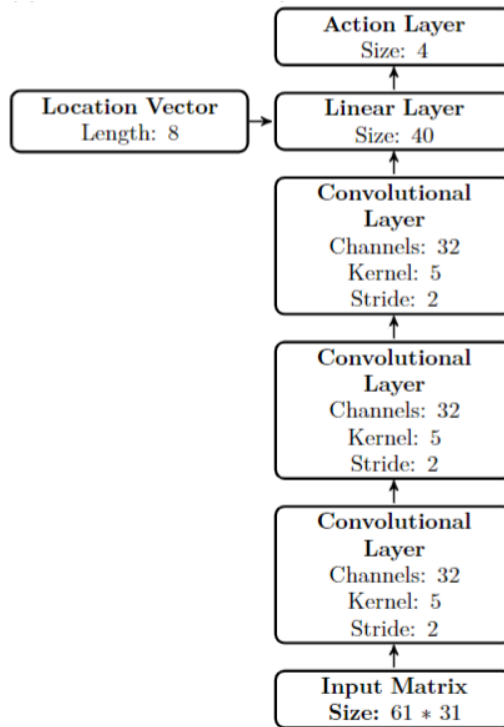 Action Layer
Size: 4
Location Vector
Length: 8
Linear Layer
Size: 40
Convolutional
Layer
Channels: 32
Kernel: 5
Stride: 2
Convolutional
Layer
Channels: 32
Kernel: 5
Stride: 2
Convolutional
Layer
Channels: 32
Kernel: 5
Stride: 2
Input Matrix
Size: 61 * 31